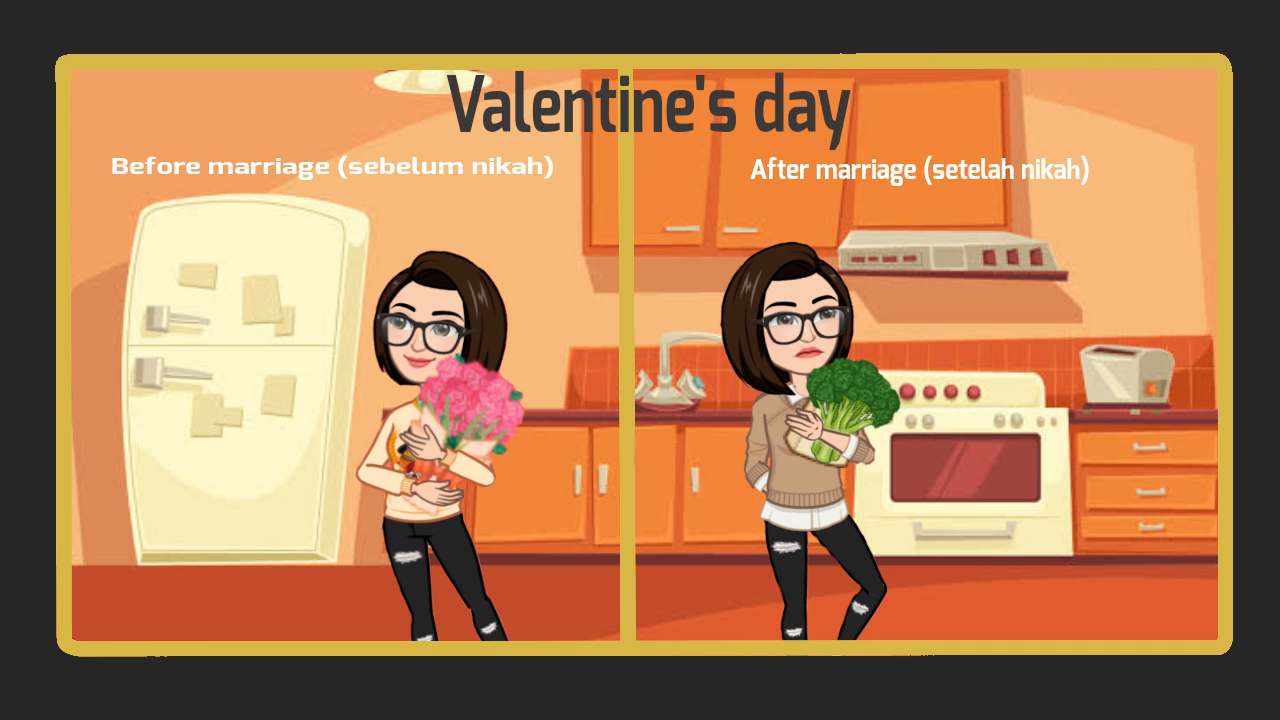 Valentine's day
Before marriage (sebelum nikah)
After marriage (setelah nikah)